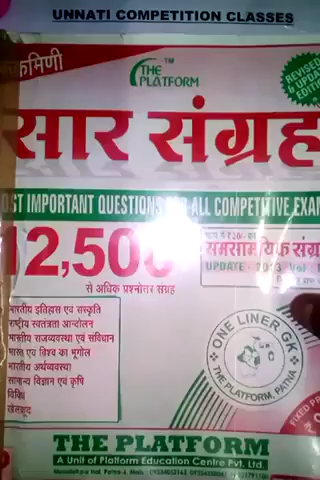 UNNATI COMPETITION CLASSES
THE PLATFORM
REVISED & UPDATED EDITION
सार संग्रह
MOST IMPORTANT QUESTIONS FOR ALL COMPETITIVE EXAM
12,500
से अधिक प्रश्नोत्तर संग्रह
समसामयिक संग्रह
UPDATE - 2013
भारतीय इतिहास एवं संस्कृति
राष्ट्रीय स्वतंत्रता आन्दोलन
भारतीय राजव्यवस्था एवं संविधान
भारत एवं विश्व का भूगोल
भारतीय अर्थव्यवस्था
सामान्य विज्ञान एवं कृषि
विविध
खेलकूद
ONE LINER GK
THE PLATFORM, PATNA
FIXED
THE PLATFORM
A Unit of Platform Education Centre Pvt. Ltd.